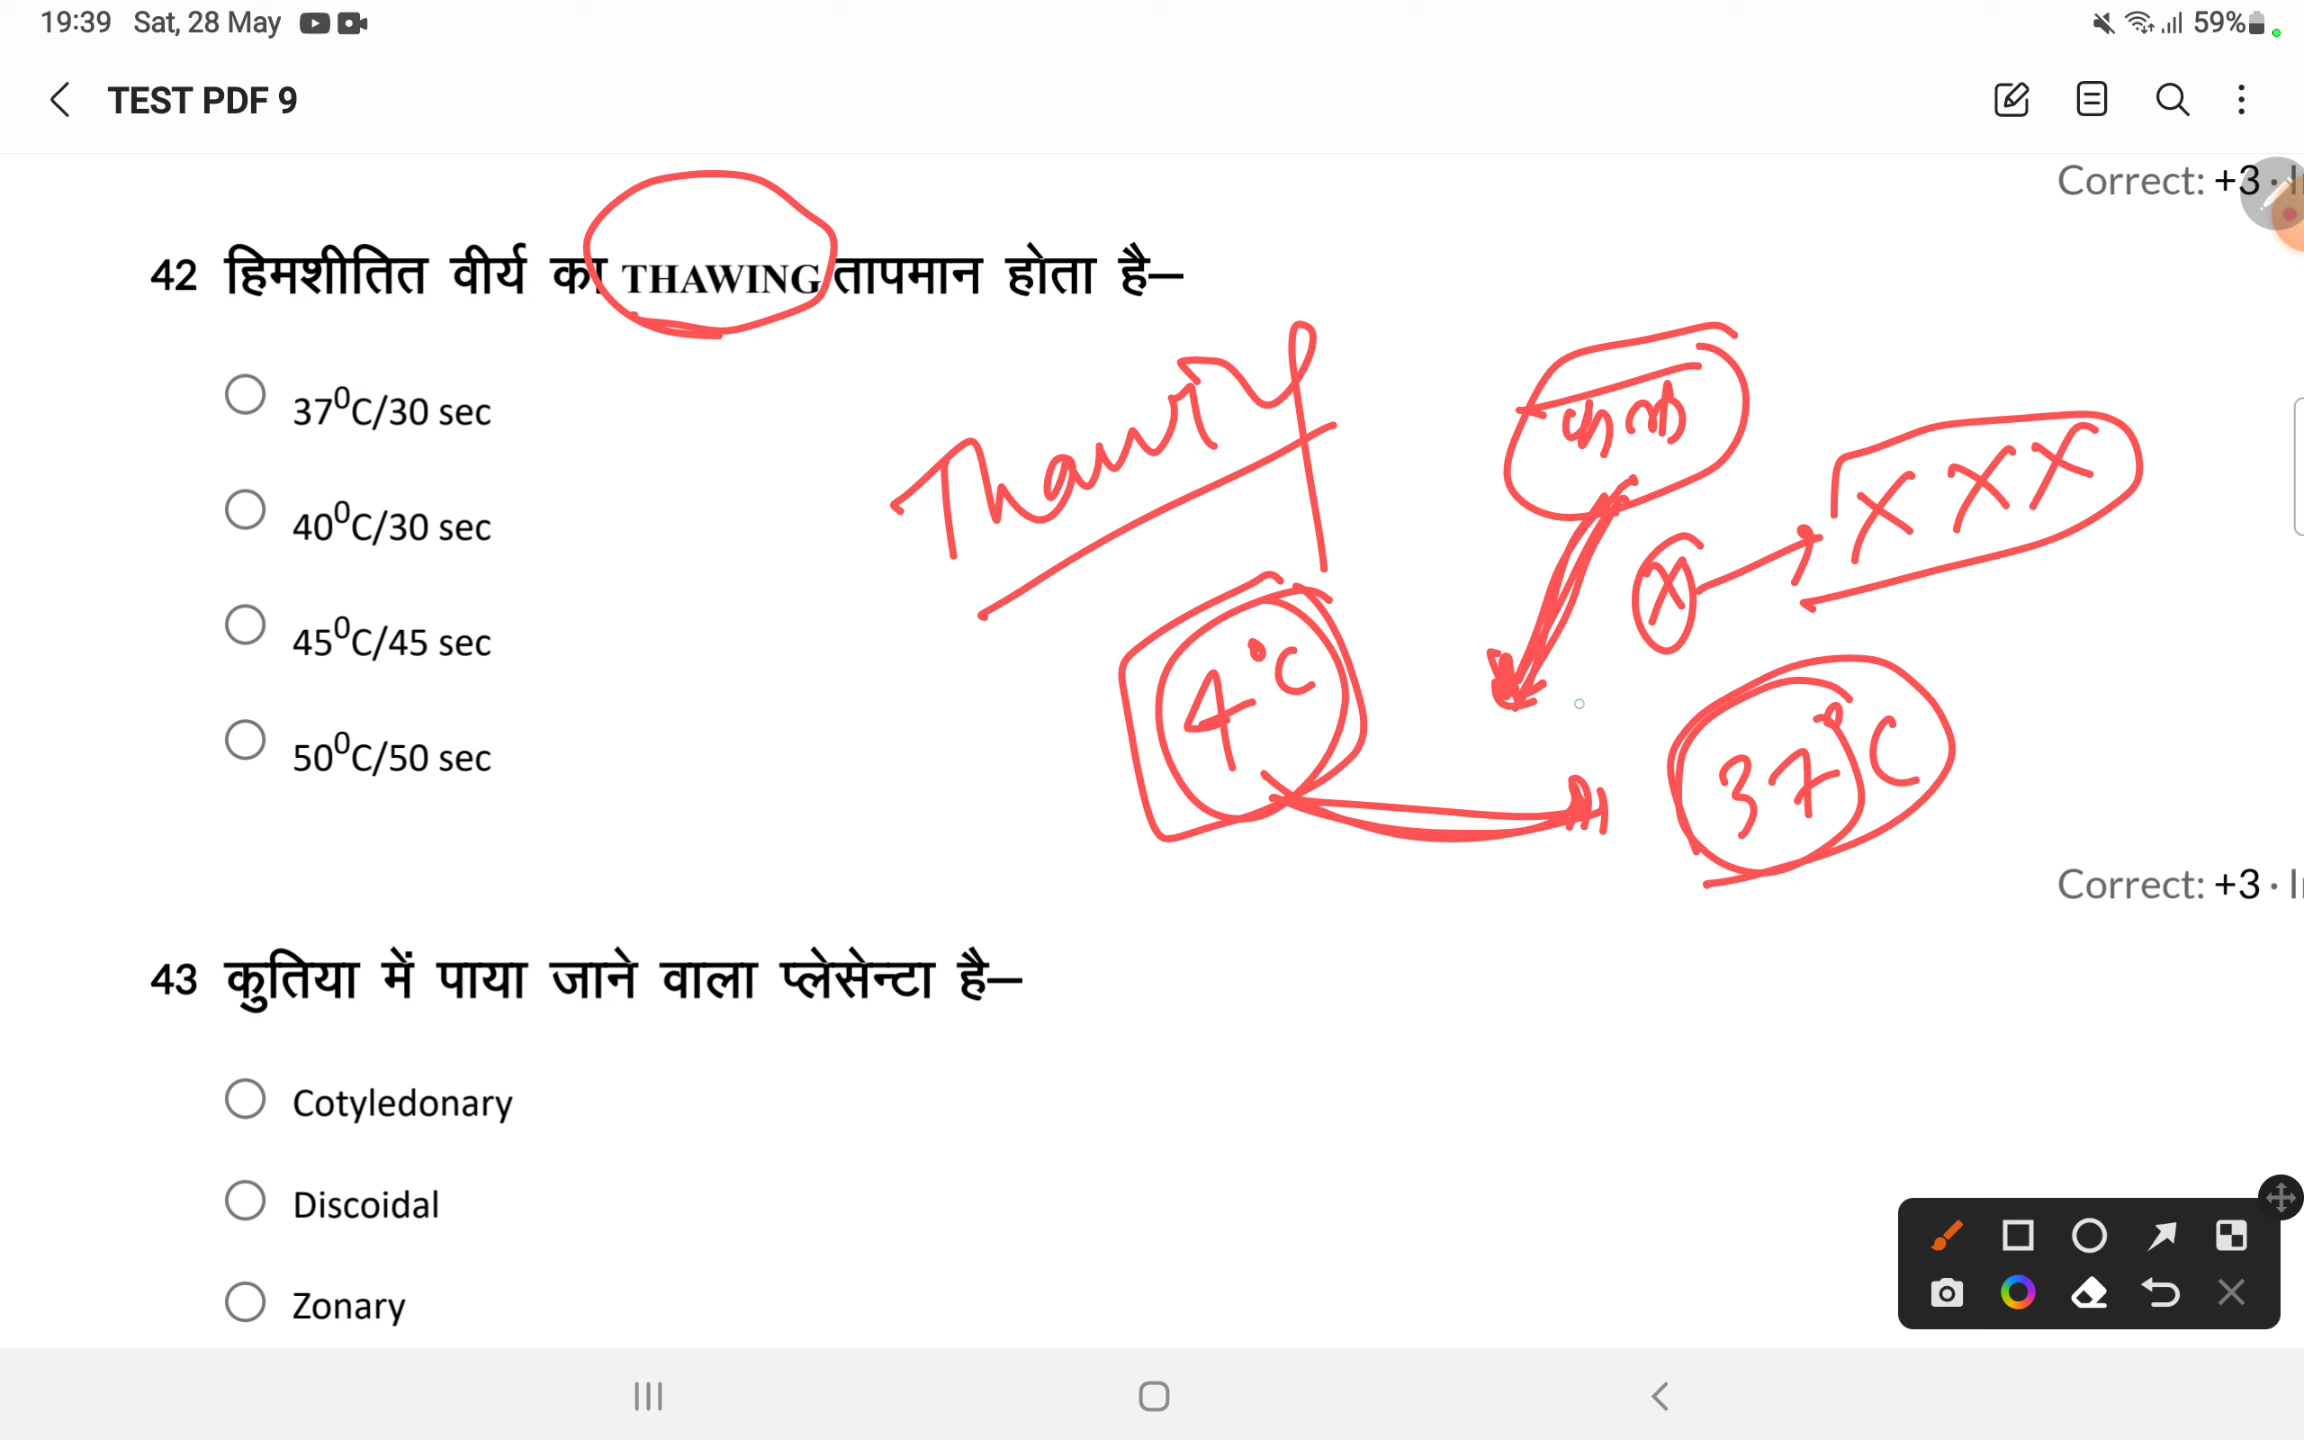 19:39 Sat, 28 May 59%
TEST PDF 9
Correct: +3 ·
42 हिमशीतित वीर्य का THAWING तापमान होता है—
37⁰C/30 sec
40⁰C/30 sec
45⁰C/45 sec
50⁰C/50 sec
Thawing
XXX
X
4°C
37°C
Correct: +3 ·
43 कुतिया में पाया जाने वाला प्लेसेन्टा है—
Cotyledonary
Discoidal
Zonary